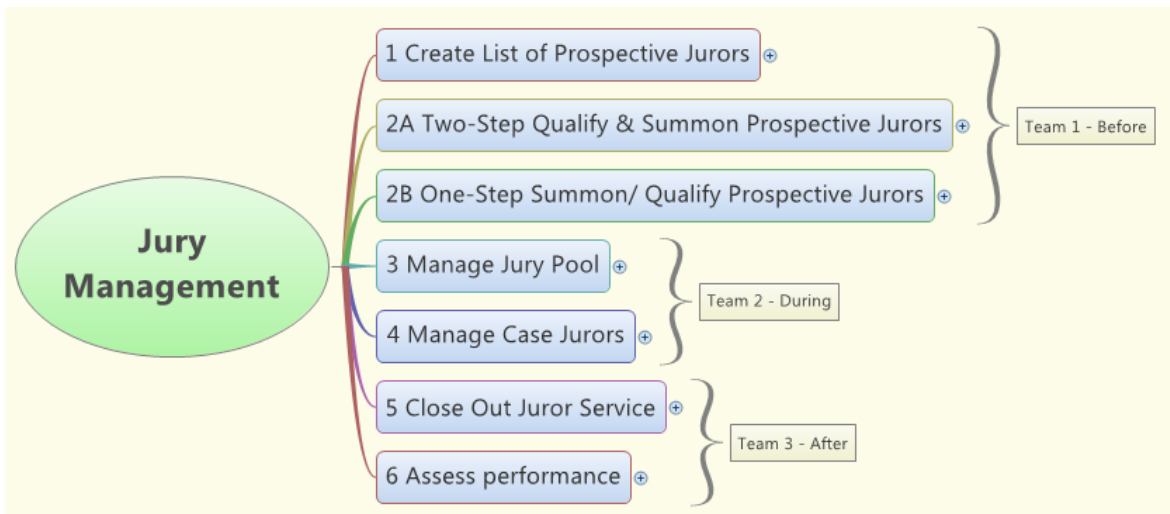 Jury
Management
1 Create List of Prospective Jurors
2A Two-Step Qualify & Summon Prospective Jurors
2B One-Step Summon/ Qualify Prospective Jurors
Team 1 - Before
3 Manage Jury Pool
4 Manage Case Jurors
Team 2 - During
5 Close Out Juror Service
6 Assess performance
Team 3 - After